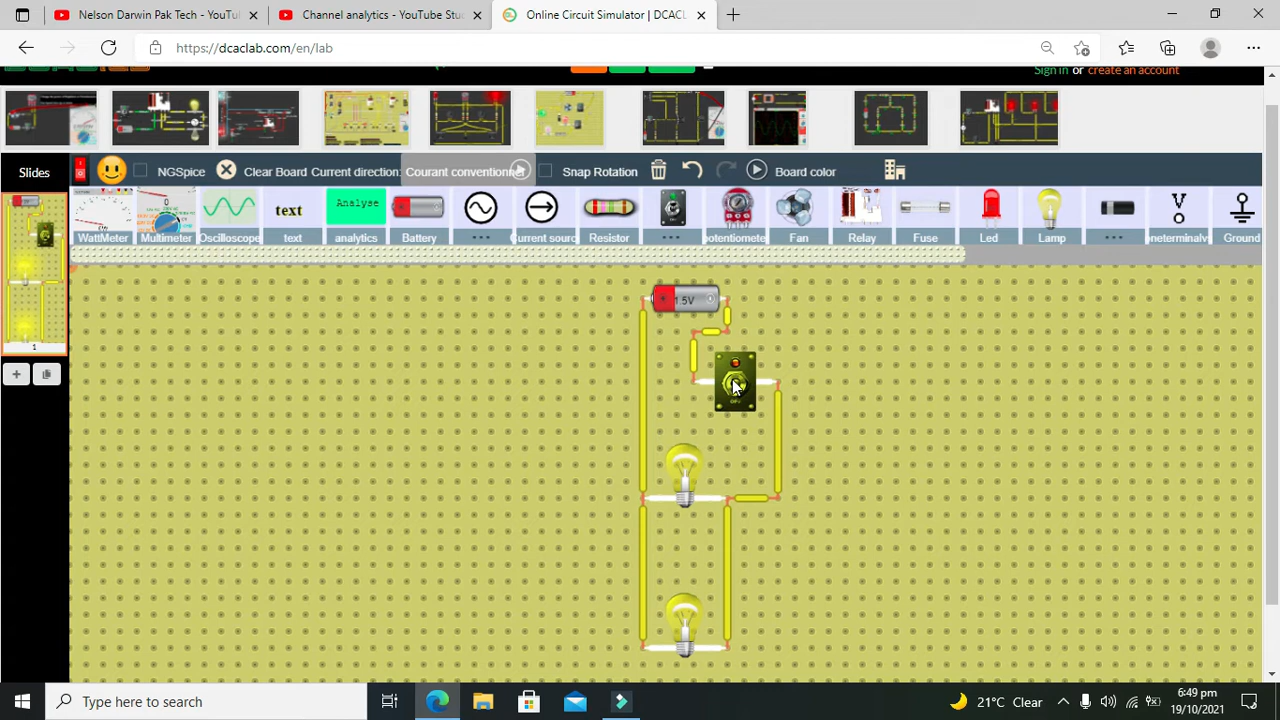 Nelson Darwin Pak Tech - YouTu
Channel analytics - YouTube Stu
Online Circuit Simulator | DCACL
https://dcaclab.com/en/lab
Sign in or create an account
Slides
NGSpice
Clear Board
Current direction:
Courant conventionnel
Snap Rotation
Board color
Analyse
text
WattMeter
Multimeter
Oscilloscope
text
analytics
Battery
...
Current source
Resistor
...
potentiometer
Fan
Relay
Fuse
Led
Lamp
...
V
Ground
1.5V
OFF
1
Type here to search
21°C Clear
6:49 pm
19/10/2021